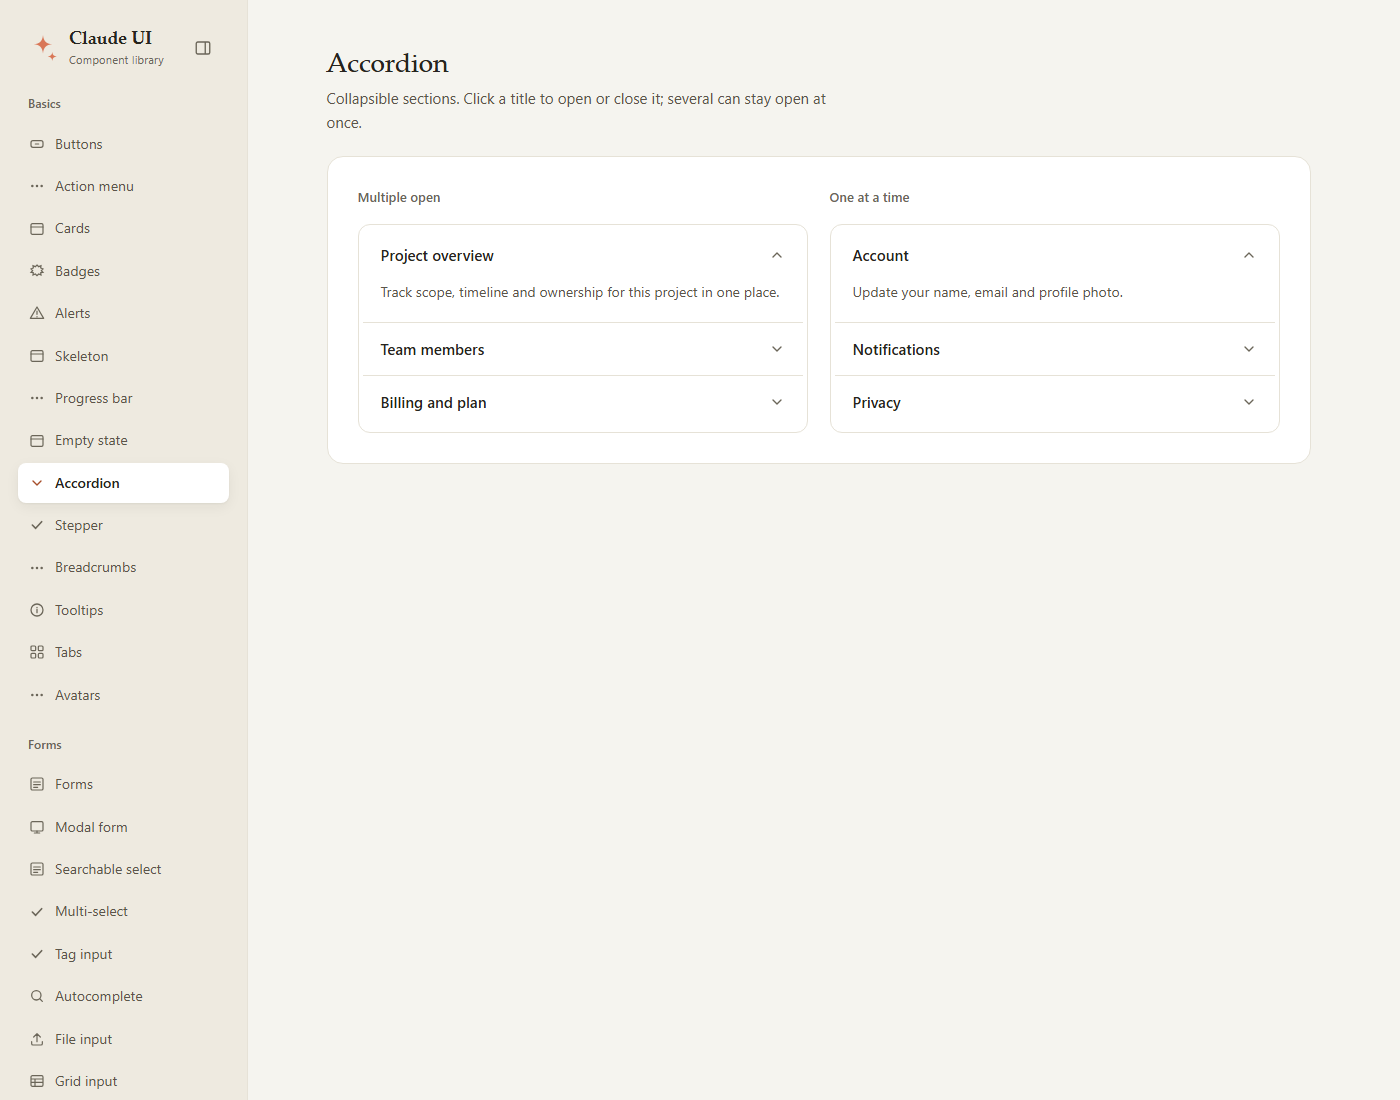 Claude UI
Component library
Basics
Buttons
Action menu
Cards
Badges
Alerts
Skeleton
Progress bar
Empty state
Accordion
Stepper
Breadcrumbs
Tooltips
Tabs
Avatars
Forms
Forms
Modal form
Searchable select
Multi-select
Tag input
Autocomplete
File input
Grid input
Accordion
Collapsible sections. Click a title to open or close it; several can stay open at
once.
Multiple open
Project overview
Track scope, timeline and ownership for this project in one place.
Team members
Billing and plan
One at a time
Account
Update your name, email and profile photo.
Notifications
Privacy